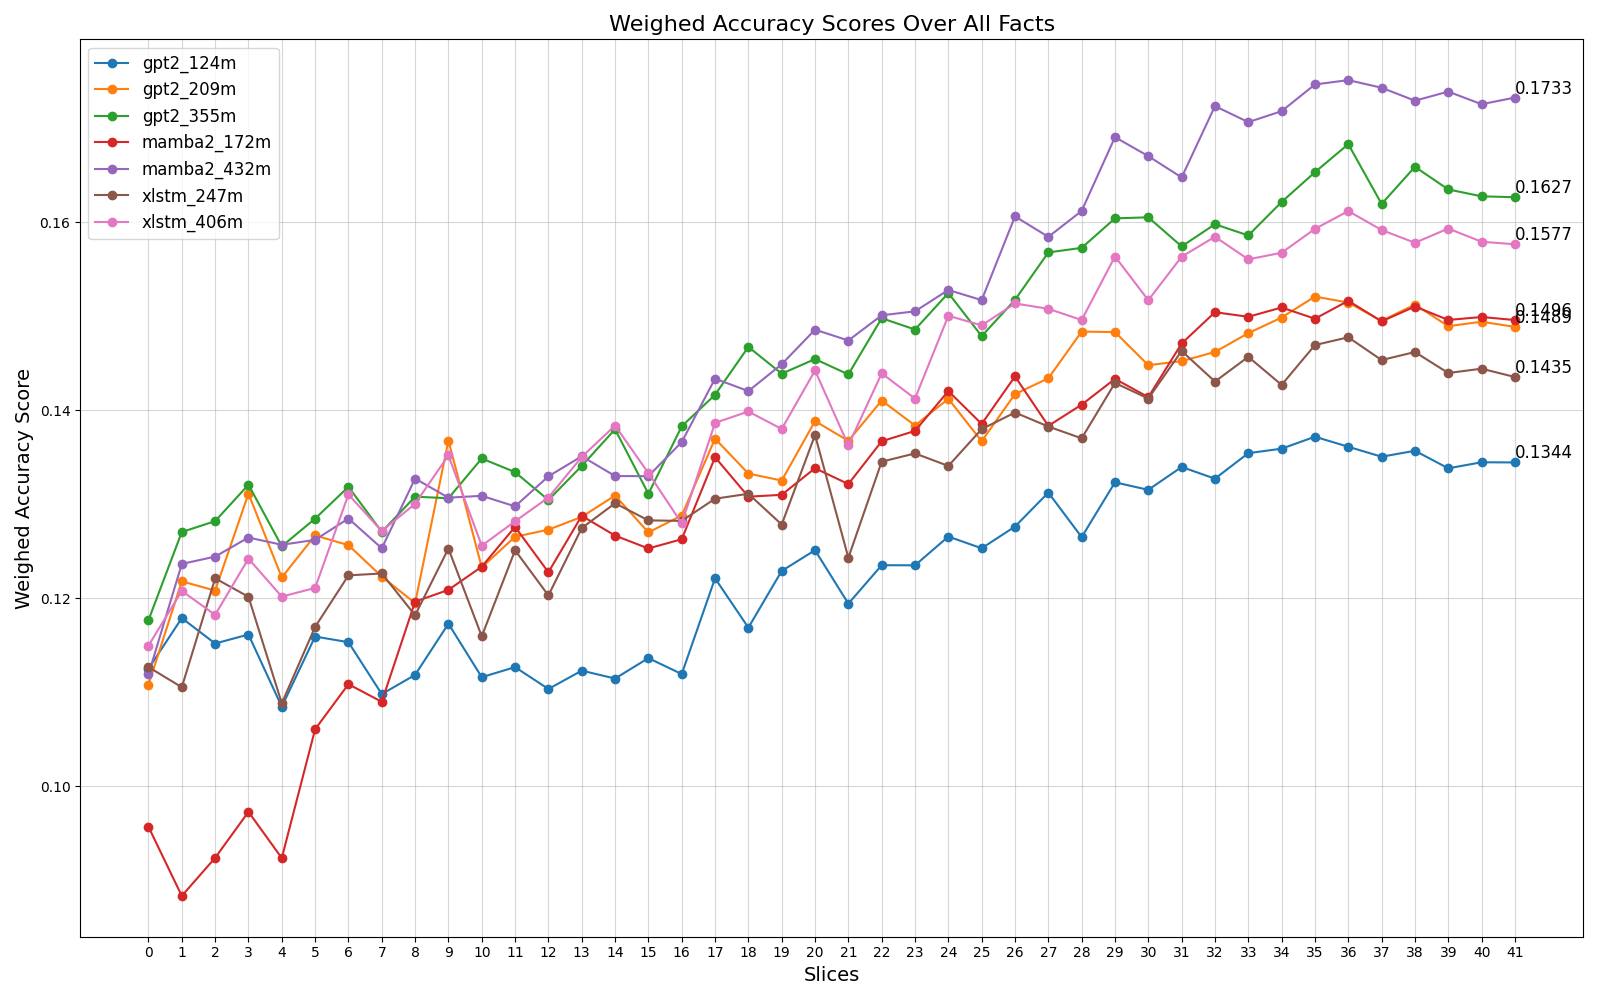 Weighed Accuracy Scores Over All Facts
gpt2_124m
gpt2_209m
gpt2_355m
mamba2_172m
mamba2_432m
xlstm_247m
xlstm_406m
0.1733
0.1627
0.1577
0.1496
0.1489
0.1435
0.1344
0.16
0.14
0.12
0.10
Weighed Accuracy Score
0 1 2 3 4 5 6 7 8 9 10 11 12 13 14 15 16 17 18 19 20 21 22 23 24 25 26 27 28 29 30 31 32 33 34 35 36 37 38 39 40 41
Slices